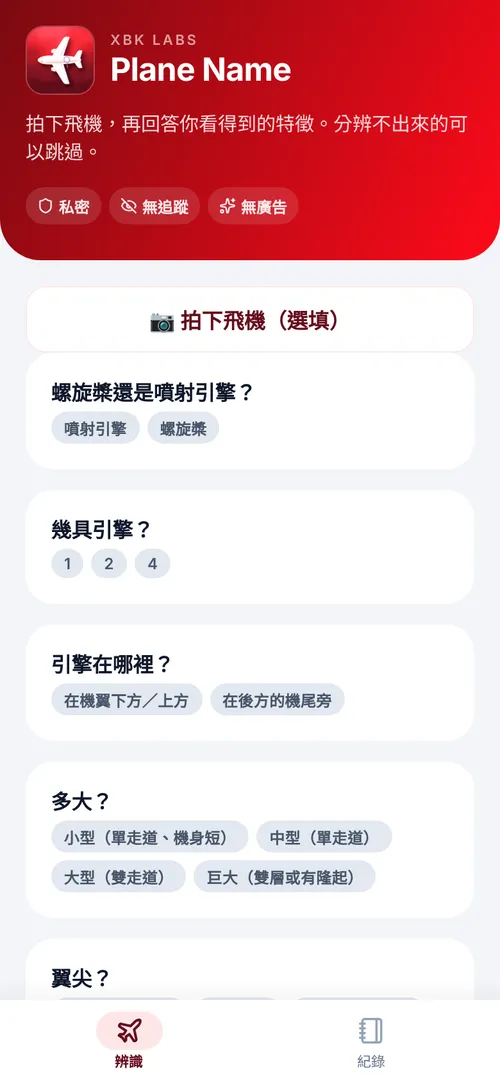 XBK LABS
Plane Name
拍下飛機，再回答你看得到的特徵。分辨不出來的可
以跳過。
私密
無追蹤
無廣告
拍下飛機（選填）
螺旋槳還是噴射引擎？
噴射引擎
螺旋槳
幾具引擎？
1
2
4
引擎在哪裡？
在機翼下方／上方
在後方的機尾旁
多大？
小型（單走道、機身短）
中型（單走道）
大型（雙走道）
巨大（雙層或有隆起）
翼尖？
辨識
紀錄